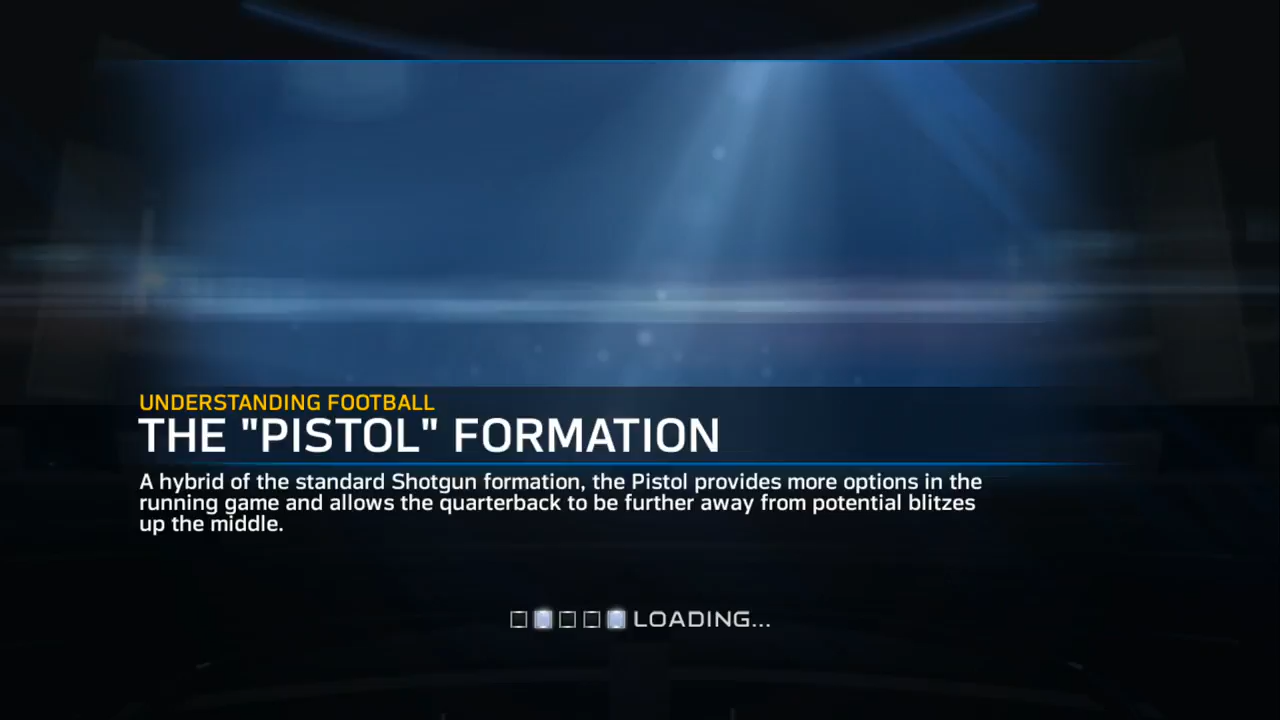 UNDERSTANDING FOOTBALL
THE "PISTOL" FORMATION
A hybrid of the standard Shotgun formation, the Pistol provides more options in the
running game and allows the quarterback to be further away from potential blitzes
up the middle.
LOADING...